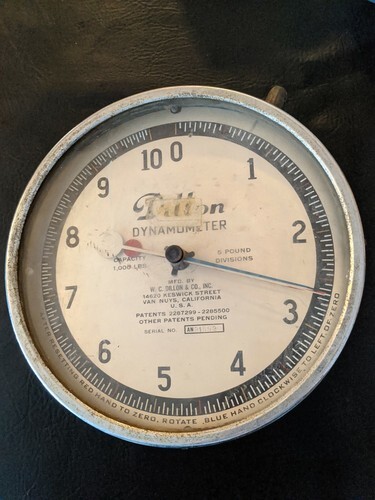 10 0
1
2
3
4
5
6
7
8
9
Dillon
DYNAMOMETER
CAPACITY
1,000 LBS.
5 POUND
DIVISIONS
MFG. BY
W. C. DILLON & CO., INC.
14620 KESWICK STREET
VAN NUYS, CALIFORNIA
U. S. A.
PATENTS 2287299-2285500
OTHER PATENTS PENDING
SERIAL NO. AN
RED HAND TO ZERO, ROTATE BLUE HAND CLOCKWISE TO LEFT OF ZERO